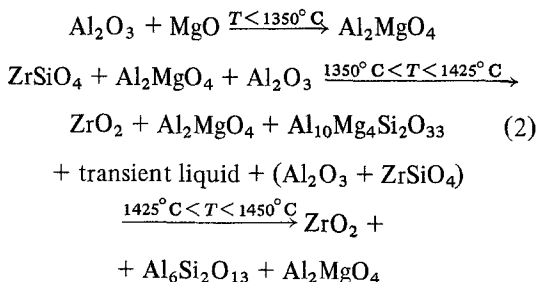 Al₂O₃ + MgO T<1350°C → Al₂MgO₄
ZrSiO₄ + Al₂MgO₄ + Al₂O₃ 1350°C<T<1425°C →
ZrO₂ + Al₂MgO₄ + Al₁₀Mg₄Si₂O₃₃ (2)
+ transient liquid + (Al₂O₃ + ZrSiO₄)
1425°C<T<1450°C → ZrO₂ +
+ Al₆Si₂O₁₃ + Al₂MgO₄